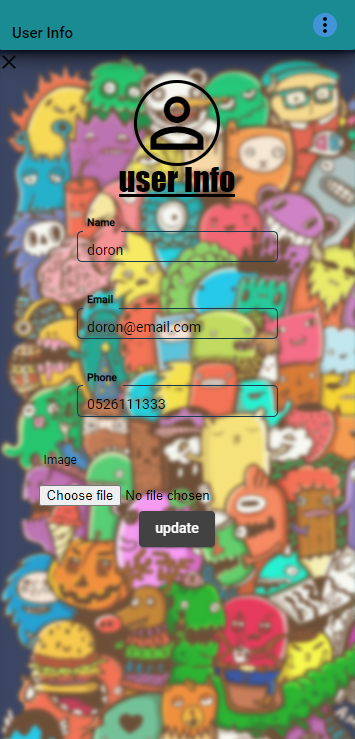 User Info
user Info
Name
doron
Email
doron@email.com
Phone
0526111333
Image
Choose file No file chosen
update